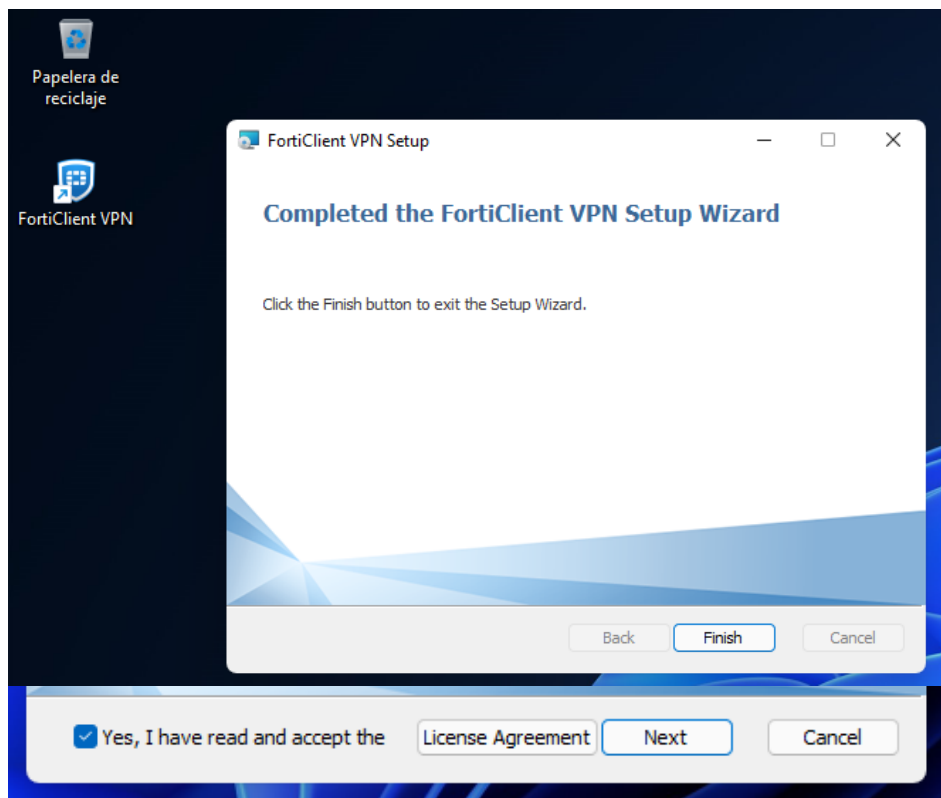 Papelera de
reciclaje
FortiClient VPN
FortiClient VPN Setup
Completed the FortiClient VPN Setup Wizard
Click the Finish button to exit the Setup Wizard.
Back Finish Cancel
Yes, I have read and accept the License Agreement Next Cancel